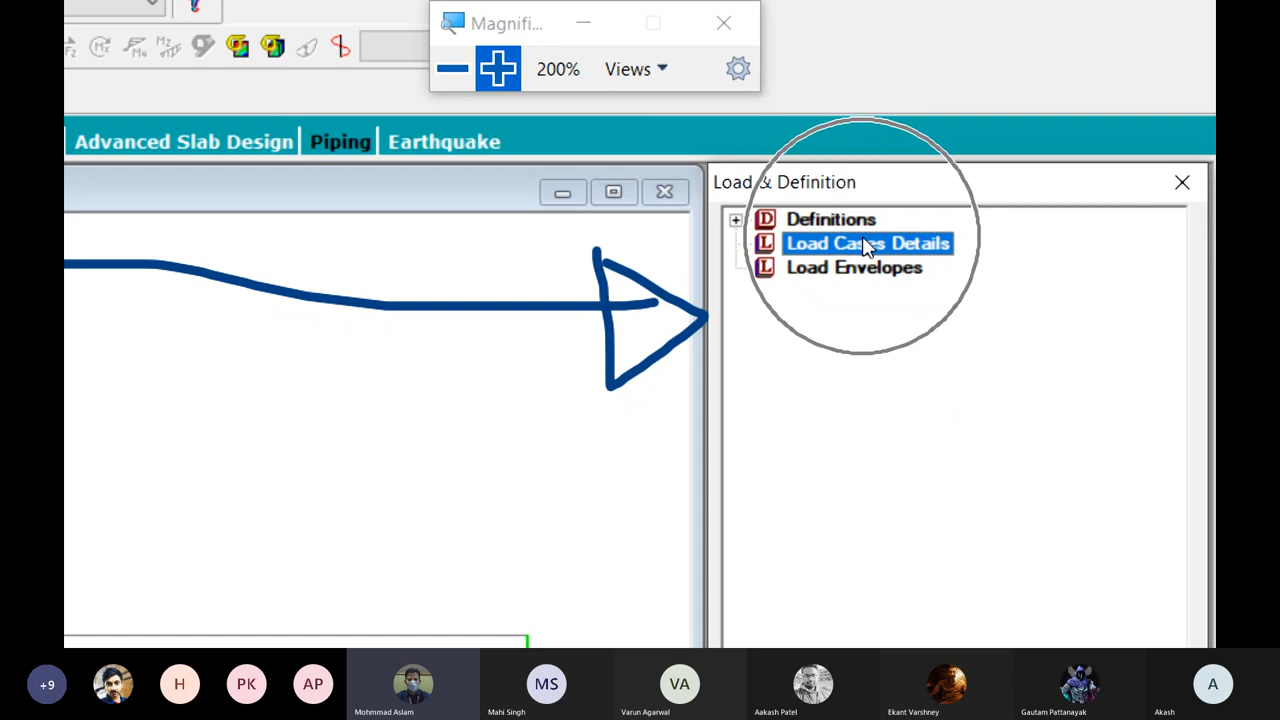 Magnifi...
200%
Views
Advanced Slab Design
Piping
Earthquake
Load & Definition
D Definitions
L Load Cases Details
L Load Envelopes
+9
H
PK
AP
MS
VA
A
Mohmmad Aslam
Mahi Singh
Varun Agarwal
Aakash Patel
Ekant Varshney
Gautam Pattanayak
Akash